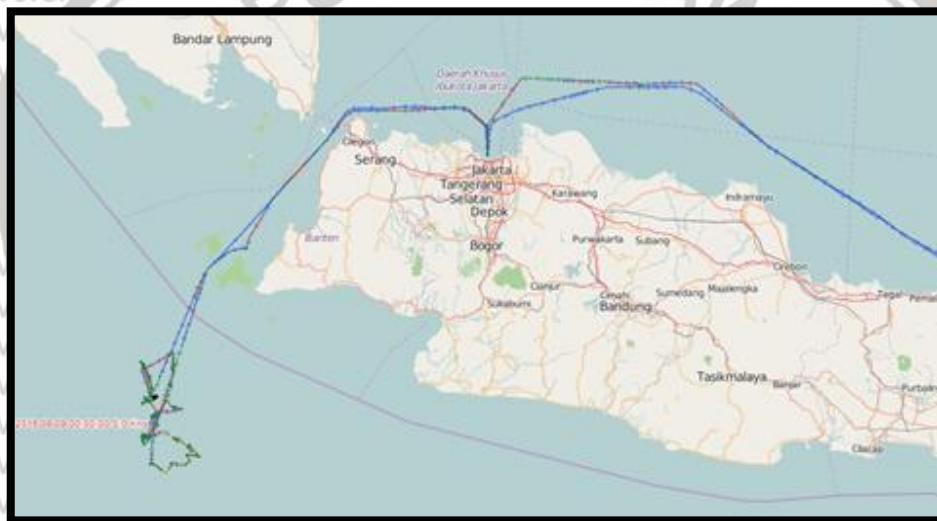 Bandar Lampung
Daerah Khusus
Ibukota Jakarta
Cilegon
Serang
Jakarta
Tangerang
Selatan
Depok
Karawang
Indramayu
Banten
Bogor
Purwakarta
Subang
Cirebon
Cianjur
Cimahi
Sumedang
Majalengka
Tegal
Sukabumi
Bandung
Tasikmalaya
Banjar
Cilacap